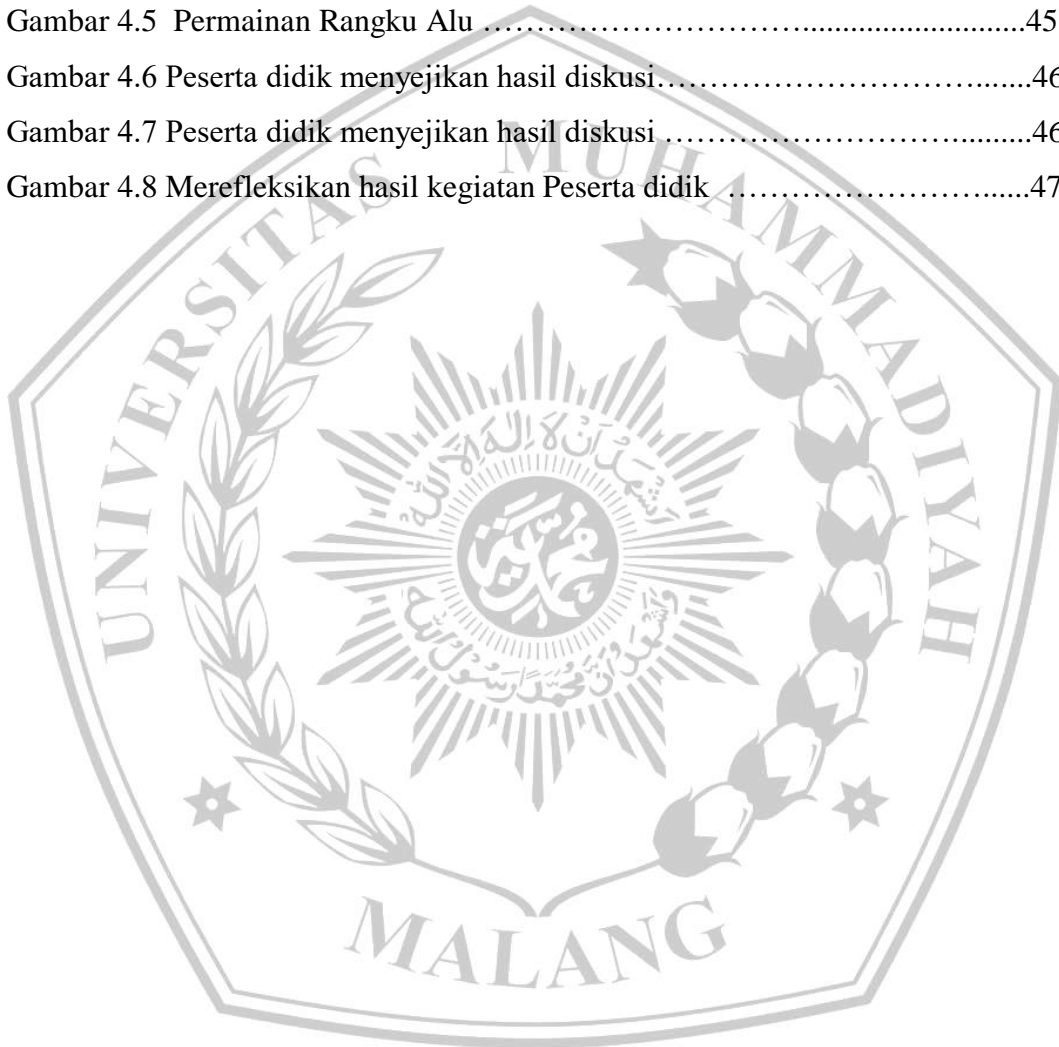 Gambar 4.5  Permainan Rangku Alu ……………………………............................45
Gambar 4.6 Peserta didik menyejikan hasil diskusi………………………….......46
Gambar 4.7 Peserta didik menyejikan hasil diskusi ………………………..........46
Gambar 4.8 Merefleksikan hasil kegiatan Peserta didik  ……………………......47
UNIVERSITAS MUHAMMADIYAH
MALANG